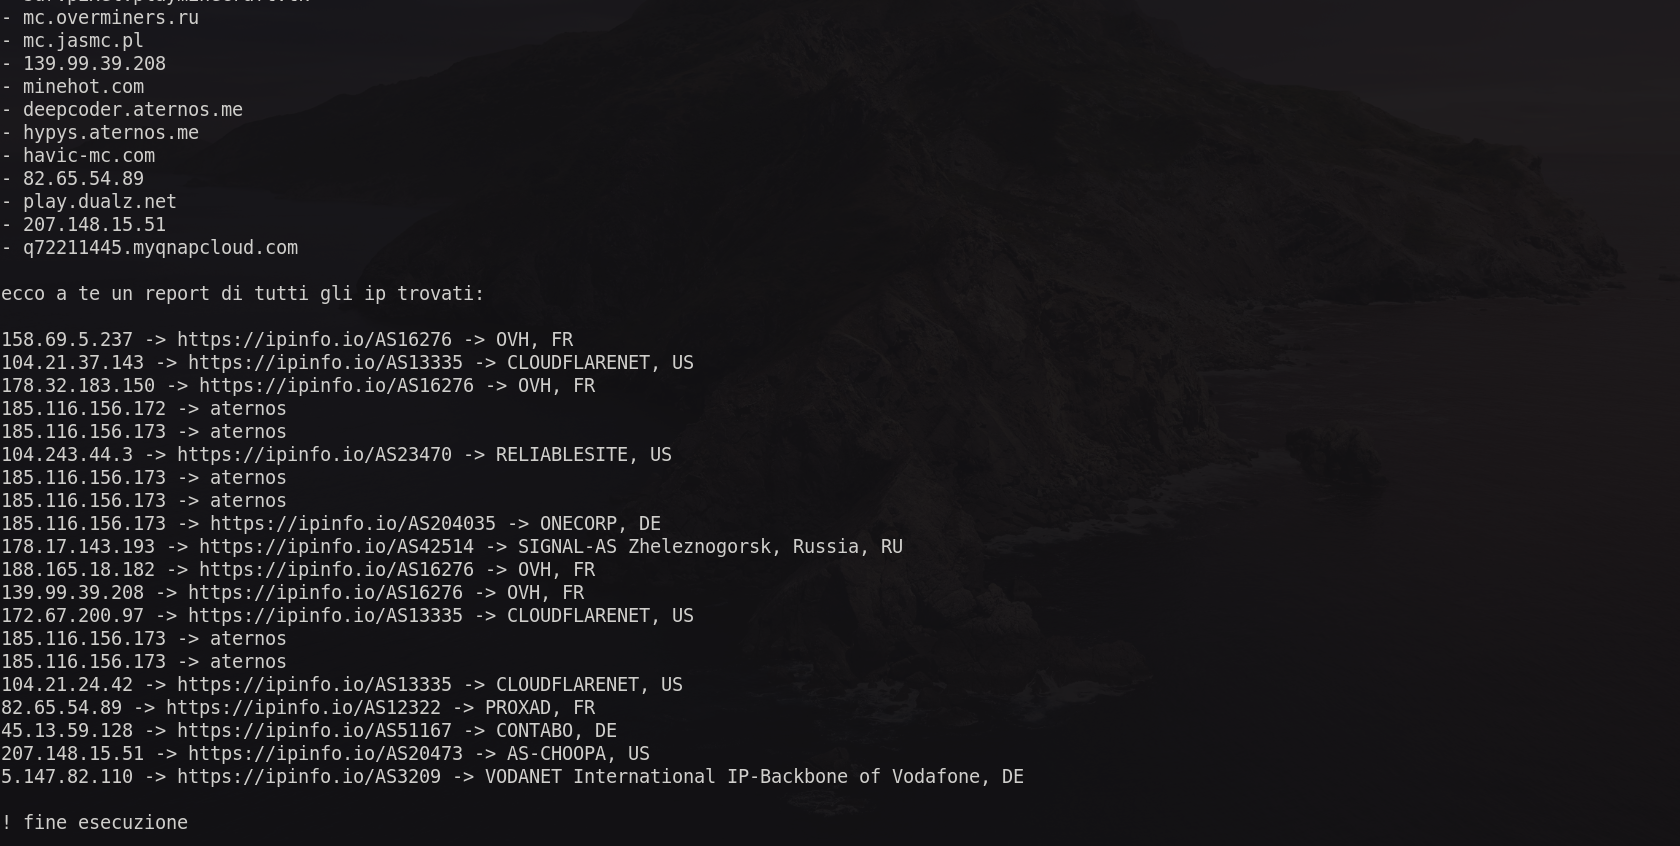 - mc.overminers.ru
- mc.jasmc.pl
- 139.99.39.208
- minehot.com
- deepcoder.aternos.me
- hypys.aternos.me
- havic-mc.com
- 82.65.54.89
- play.dualz.net
- 207.148.15.51
- q72211445.myqnapcloud.com
ecco a te un report di tutti gli ip trovati:
158.69.5.237 -> https://ipinfo.io/AS16276 -> OVH, FR
104.21.37.143 -> https://ipinfo.io/AS13335 -> CLOUDFLARENET, US
178.32.183.150 -> https://ipinfo.io/AS16276 -> OVH, FR
185.116.156.172 -> aternos
185.116.156.173 -> aternos
104.243.44.3 -> https://ipinfo.io/AS23470 -> RELIABLESITE, US
185.116.156.173 -> aternos
185.116.156.173 -> aternos
185.116.156.173 -> https://ipinfo.io/AS204035 -> ONECORP, DE
178.17.143.193 -> https://ipinfo.io/AS42514 -> SIGNAL-AS Zheleznogorsk, Russia, RU
188.165.18.182 -> https://ipinfo.io/AS16276 -> OVH, FR
139.99.39.208 -> https://ipinfo.io/AS16276 -> OVH, FR
172.67.200.97 -> https://ipinfo.io/AS13335 -> CLOUDFLARENET, US
185.116.156.173 -> aternos
185.116.156.173 -> aternos
104.21.24.42 -> https://ipinfo.io/AS13335 -> CLOUDFLARENET, US
82.65.54.89 -> https://ipinfo.io/AS12322 -> PROXAD, FR
45.13.59.128 -> https://ipinfo.io/AS51167 -> CONTABO, DE
207.148.15.51 -> https://ipinfo.io/AS20473 -> AS-CHOOPA, US
5.147.82.110 -> https://ipinfo.io/AS3209 -> VODANET International IP-Backbone of Vodafone, DE
! fine esecuzione